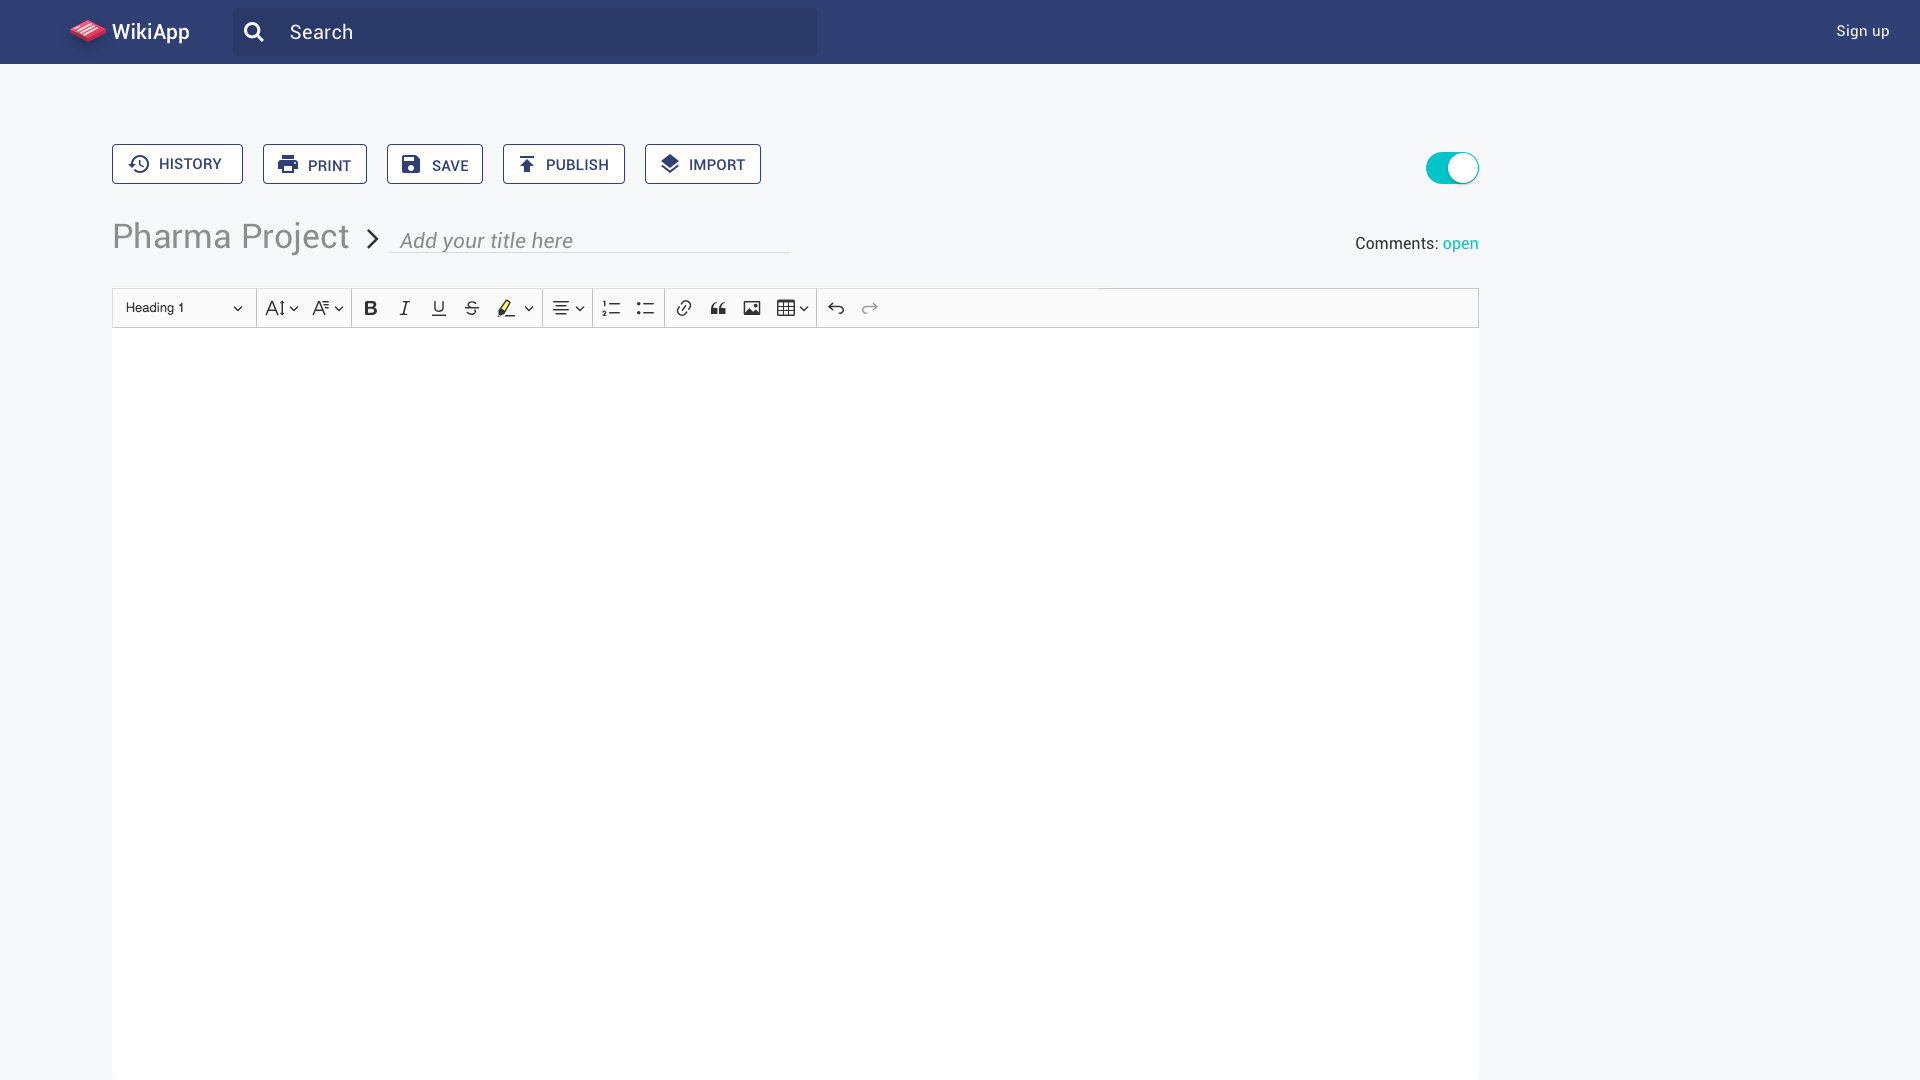 WikiApp
Search
Sign up
HISTORY
PRINT
SAVE
PUBLISH
IMPORT
Pharma Project
Add your title here
Comments: open
Heading 1